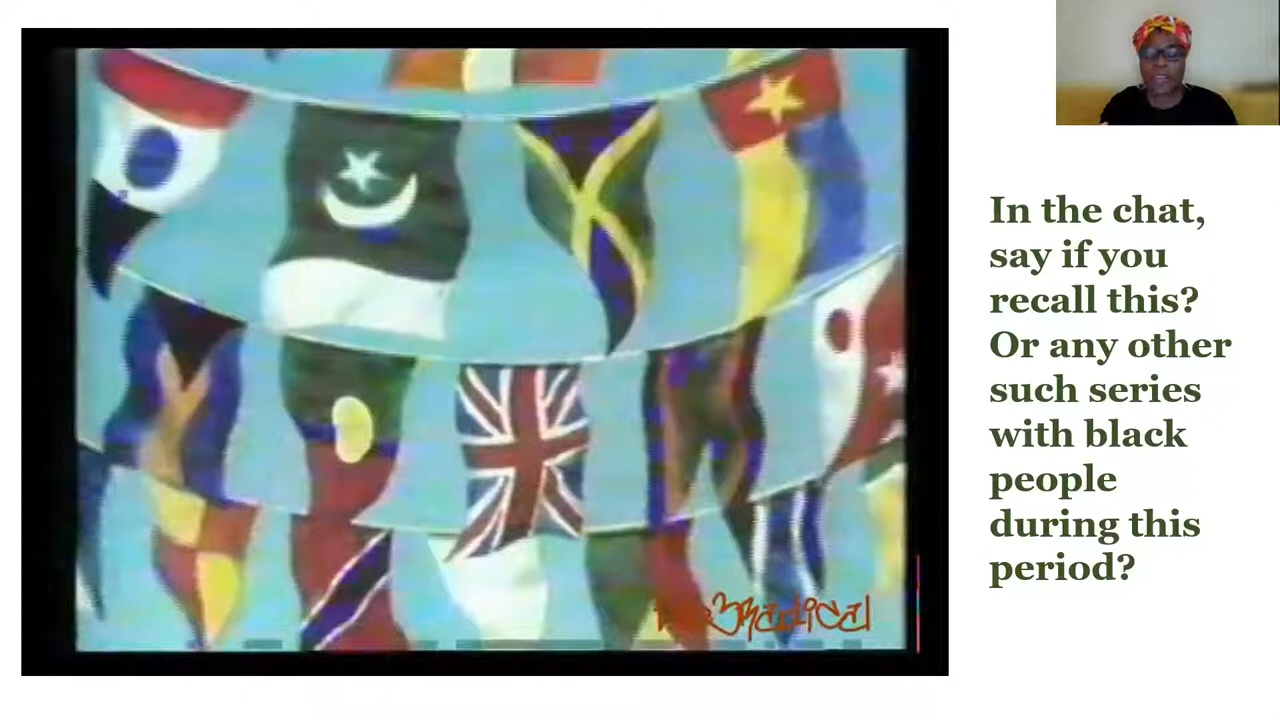 In the chat,
say if you
recall this?
Or any other
such series
with black
people
during this
period?